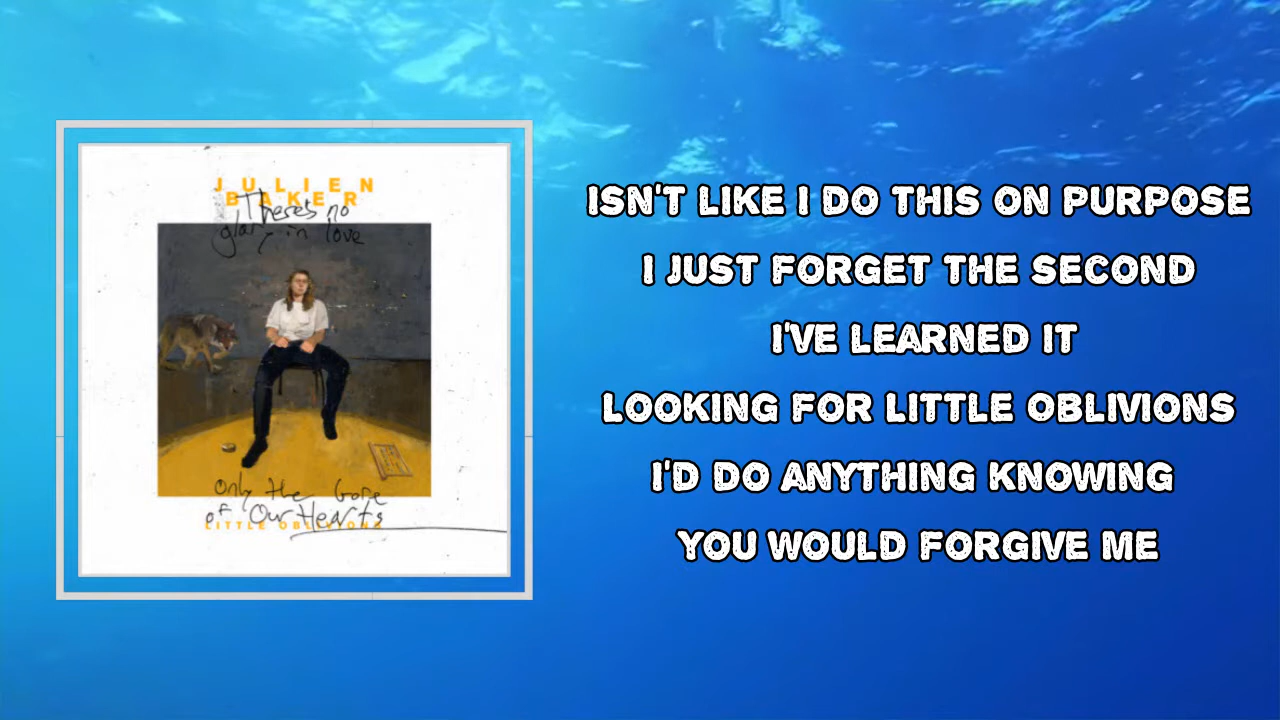 JULIEN
BAKER
There's no
glory in love
Only the Gore
of Our Hearts
LITTLE OBLIVIONS
ISN'T LIKE I DO THIS ON PURPOSE
I JUST FORGET THE SECOND
I'VE LEARNED IT
LOOKING FOR LITTLE OBLIVIONS
I'D DO ANYTHING KNOWING
YOU WOULD FORGIVE ME